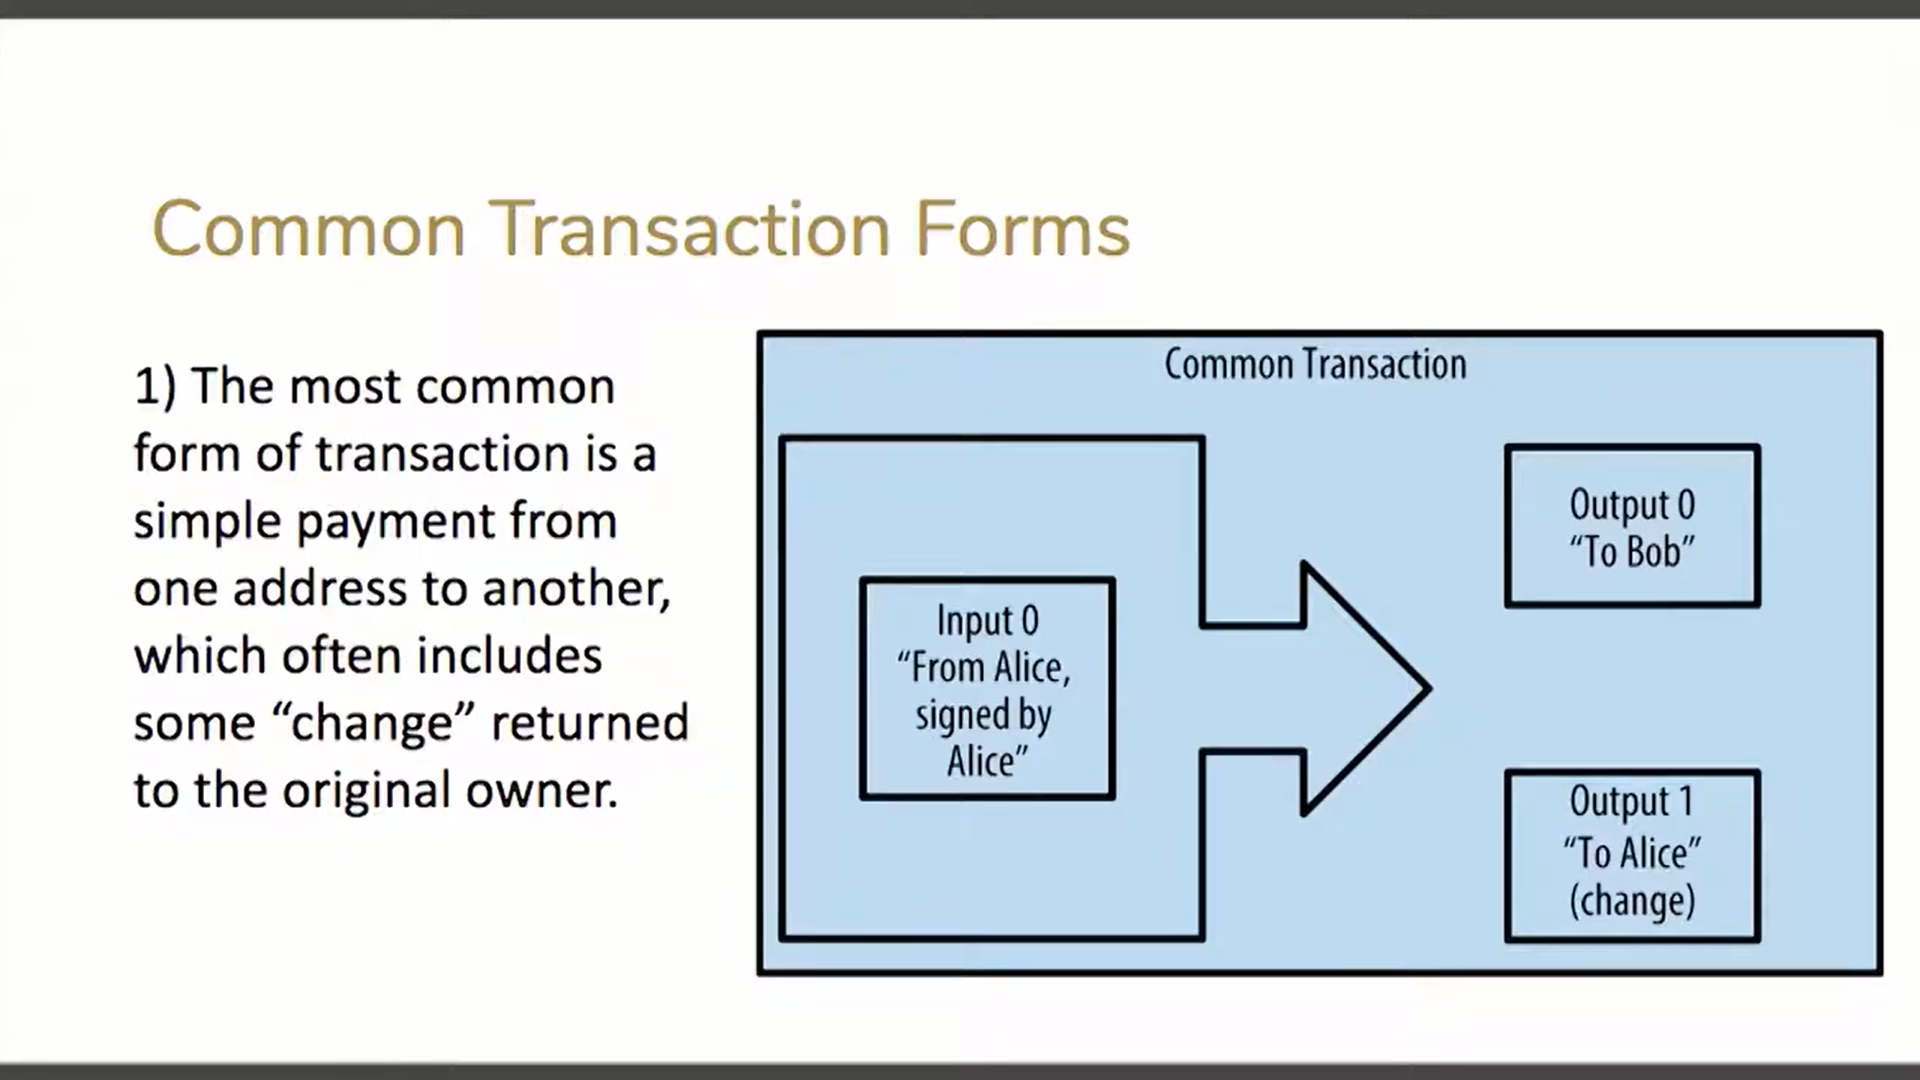 Common Transaction Forms
1) The most common
form of transaction is a
simple payment from
one address to another,
which often includes
some “change” returned
to the original owner.
Common Transaction
Input 0
“From Alice,
signed by
Alice”
Output 0
“To Bob”
Output 1
“To Alice”
(change)